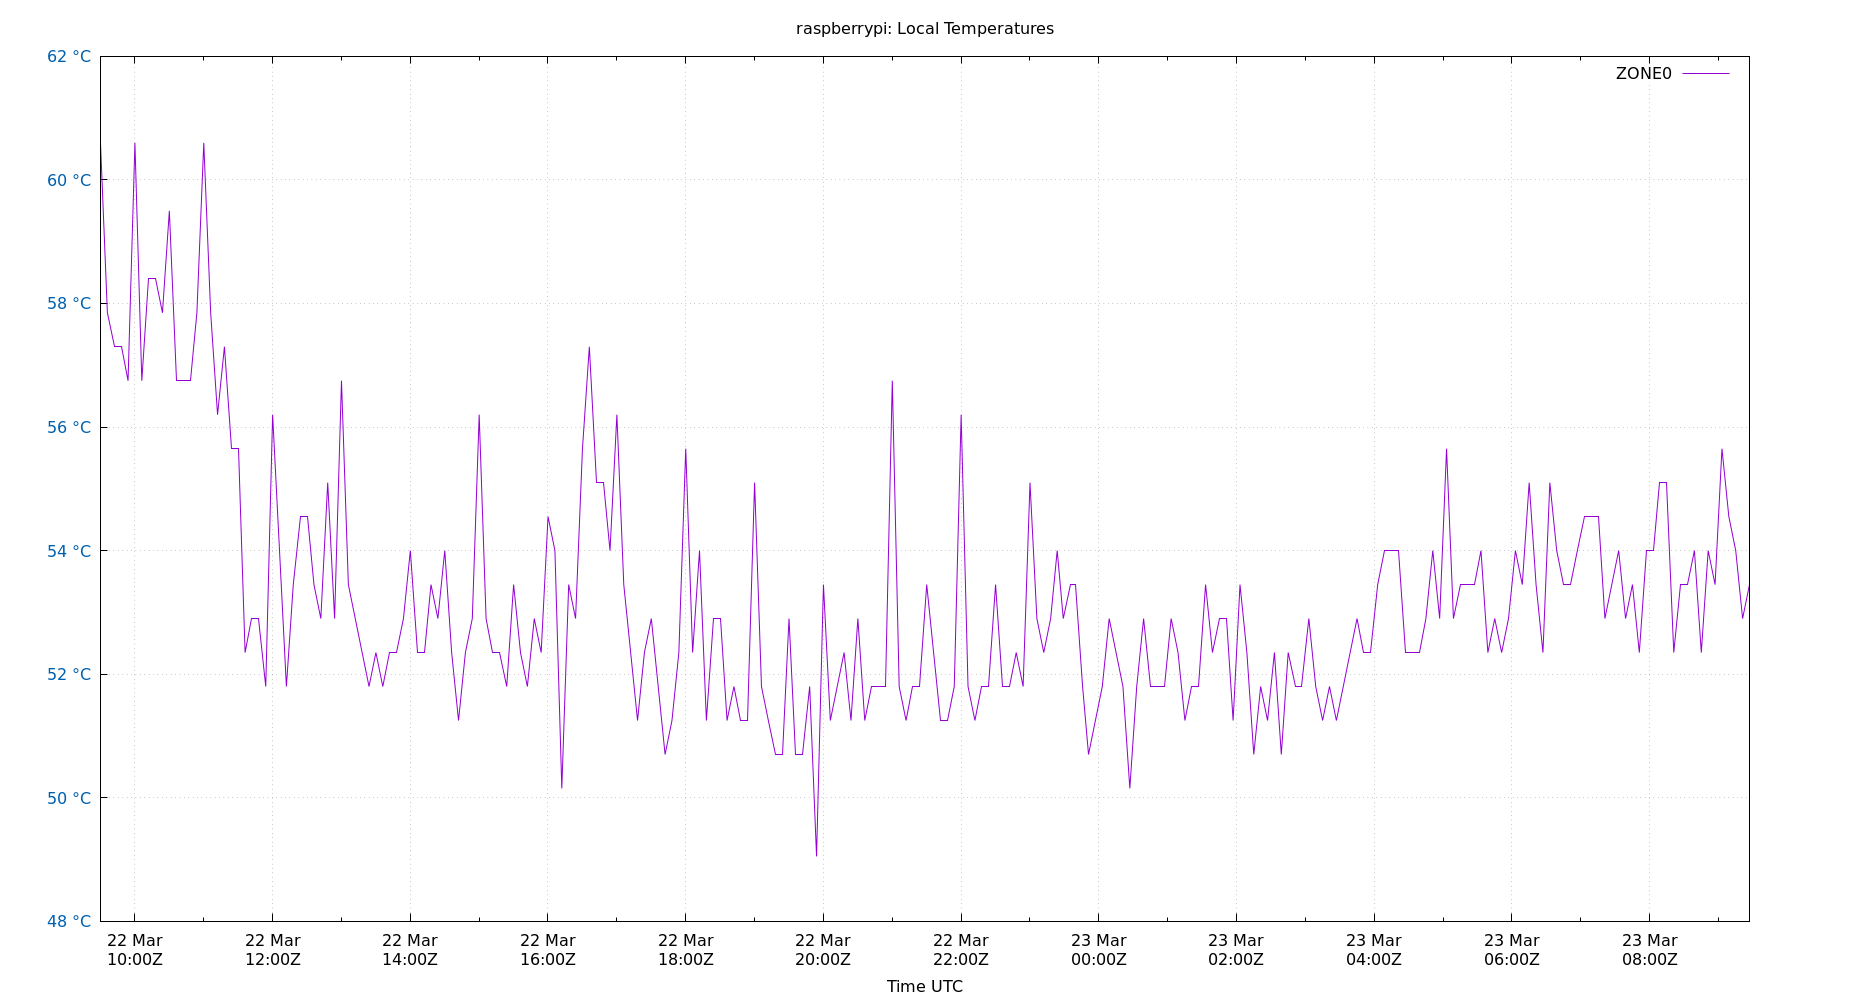 raspberrypi: Local Temperatures
62 °C
ZONE0
60 °C
58 °C
56 °C
54 °C
52 °C
50 °C
48 °C
22 Mar 22 Mar 22 Mar 22 Mar 22 Mar 22 Mar 22 Mar 23 Mar 23 Mar 23 Mar 23 Mar 23 Mar
10:00Z 12:00Z 14:00Z 16:00Z 18:00Z 20:00Z 22:00Z 00:00Z 02:00Z 04:00Z 06:00Z 08:00Z
Time UTC